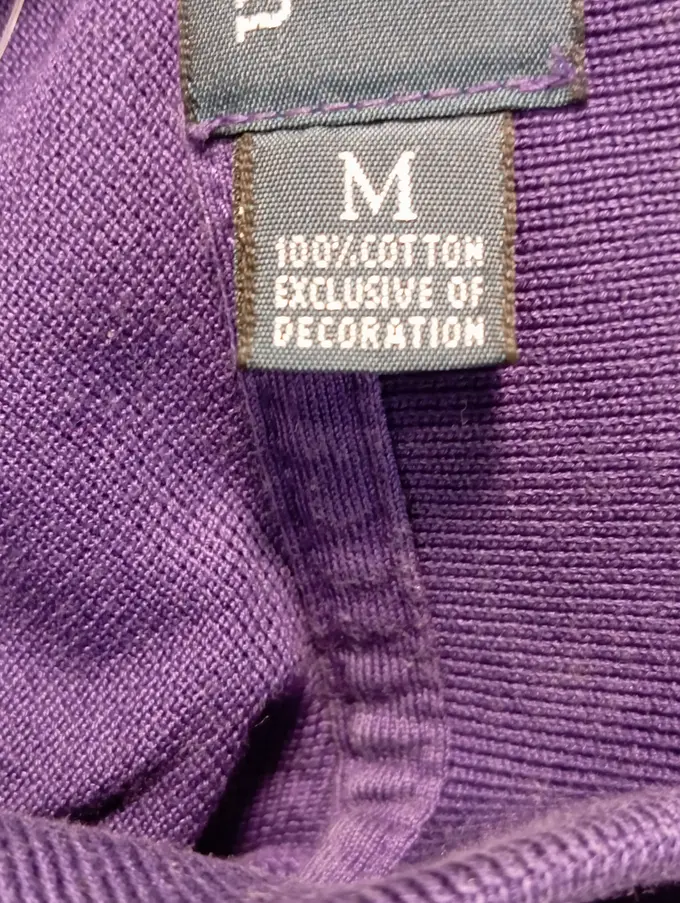 M
100% COTTON
EXCLUSIVE OF
DECORATION